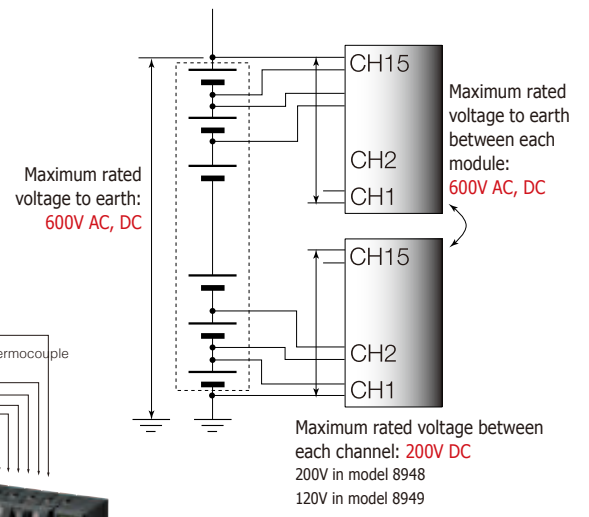 CH15
CH2
CH1
Maximum rated
voltage to earth
between each
module:
600V AC, DC
Maximum rated
voltage to earth:
600V AC, DC
CH15
CH2
CH1
ermocouple
Maximum rated voltage between
each channel: 200V DC
200V in model 8948
120V in model 8949